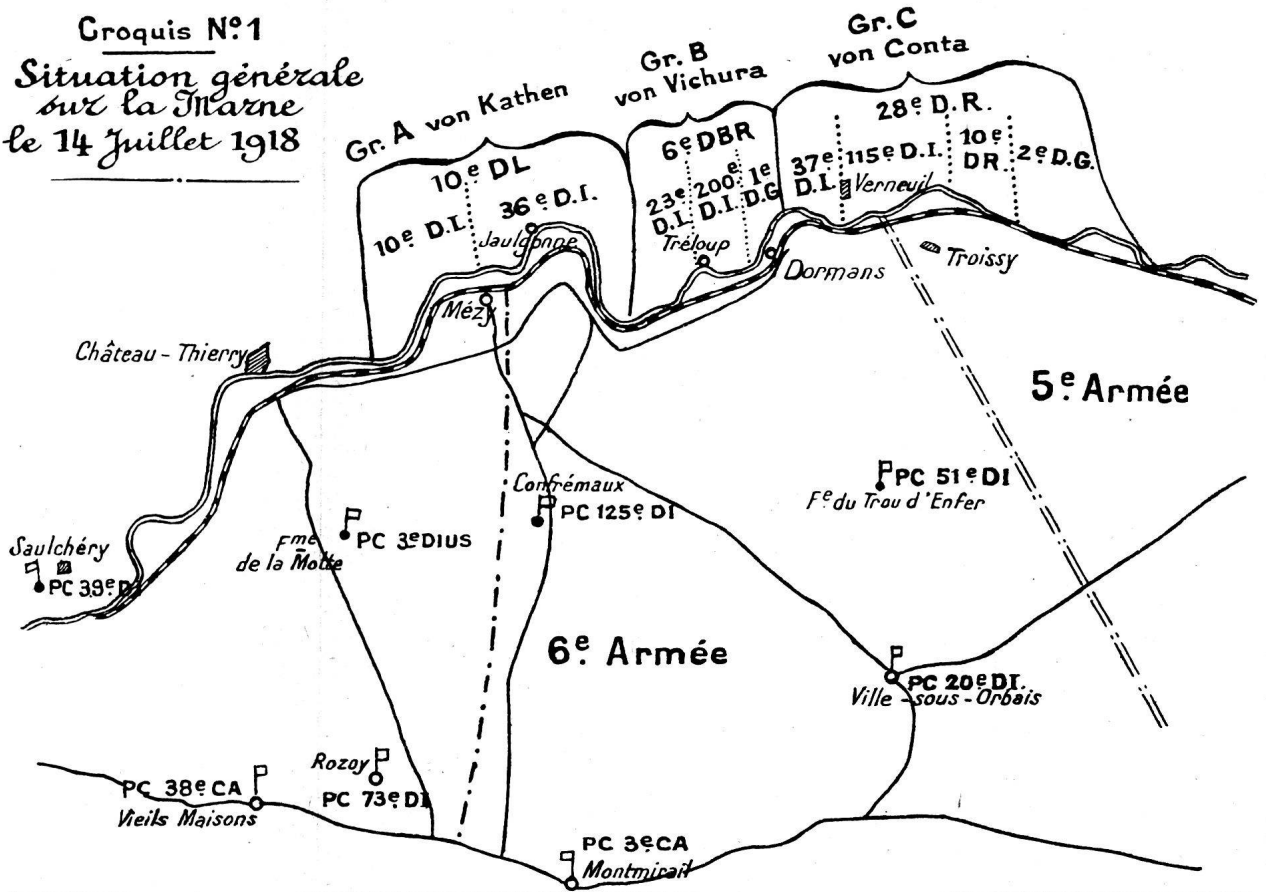 Croquis Nº.1
Situation générale
sur la Marne
le 14 Juillet 1918
Gr. A von Kathen
10e DL
10e D.I.
36e D.I.
Jaulgonne
Gr. B
von Vichura
6e DBR
23e
D.I.
200e
D.I.
1e
D.G
Tréloup
Gr. C
von Conta
28e D.R.
37e
D.I.
115e D.I.
Verneuil
10e
DR.
2e D.G.
Mézy
Dormans
Troissy
Château-Thierry
5e Armée
PC 51e DI
Fe du Trou d'Enfer
Confrémaux
PC 125e DI
PC 3e DIUS
Fme
de la Motte
Saulchéry
PC 39e DI
6e Armée
PC 20e DI.
Ville-sous-Orbais
Rozoy
PC 73e DI
PC 38e CA
Vieils Maisons
PC 3e CA
Montmirail